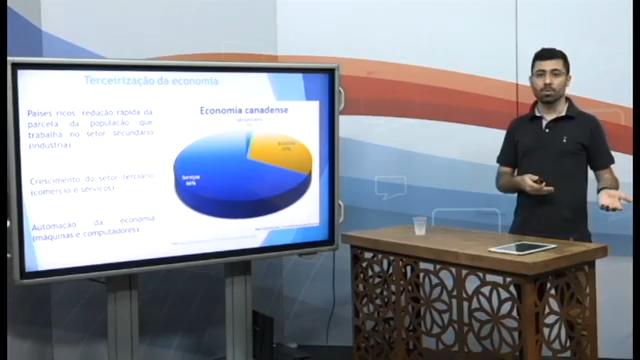 Terceirização da economia
Países ricos: redução rápida da
parcela da população que
trabalha no setor secundário
(indústria).
Crescimento do setor terciário
(comércio e serviços).
Automação da economia
(máquinas e computadores).
Economia canadense
Serviços